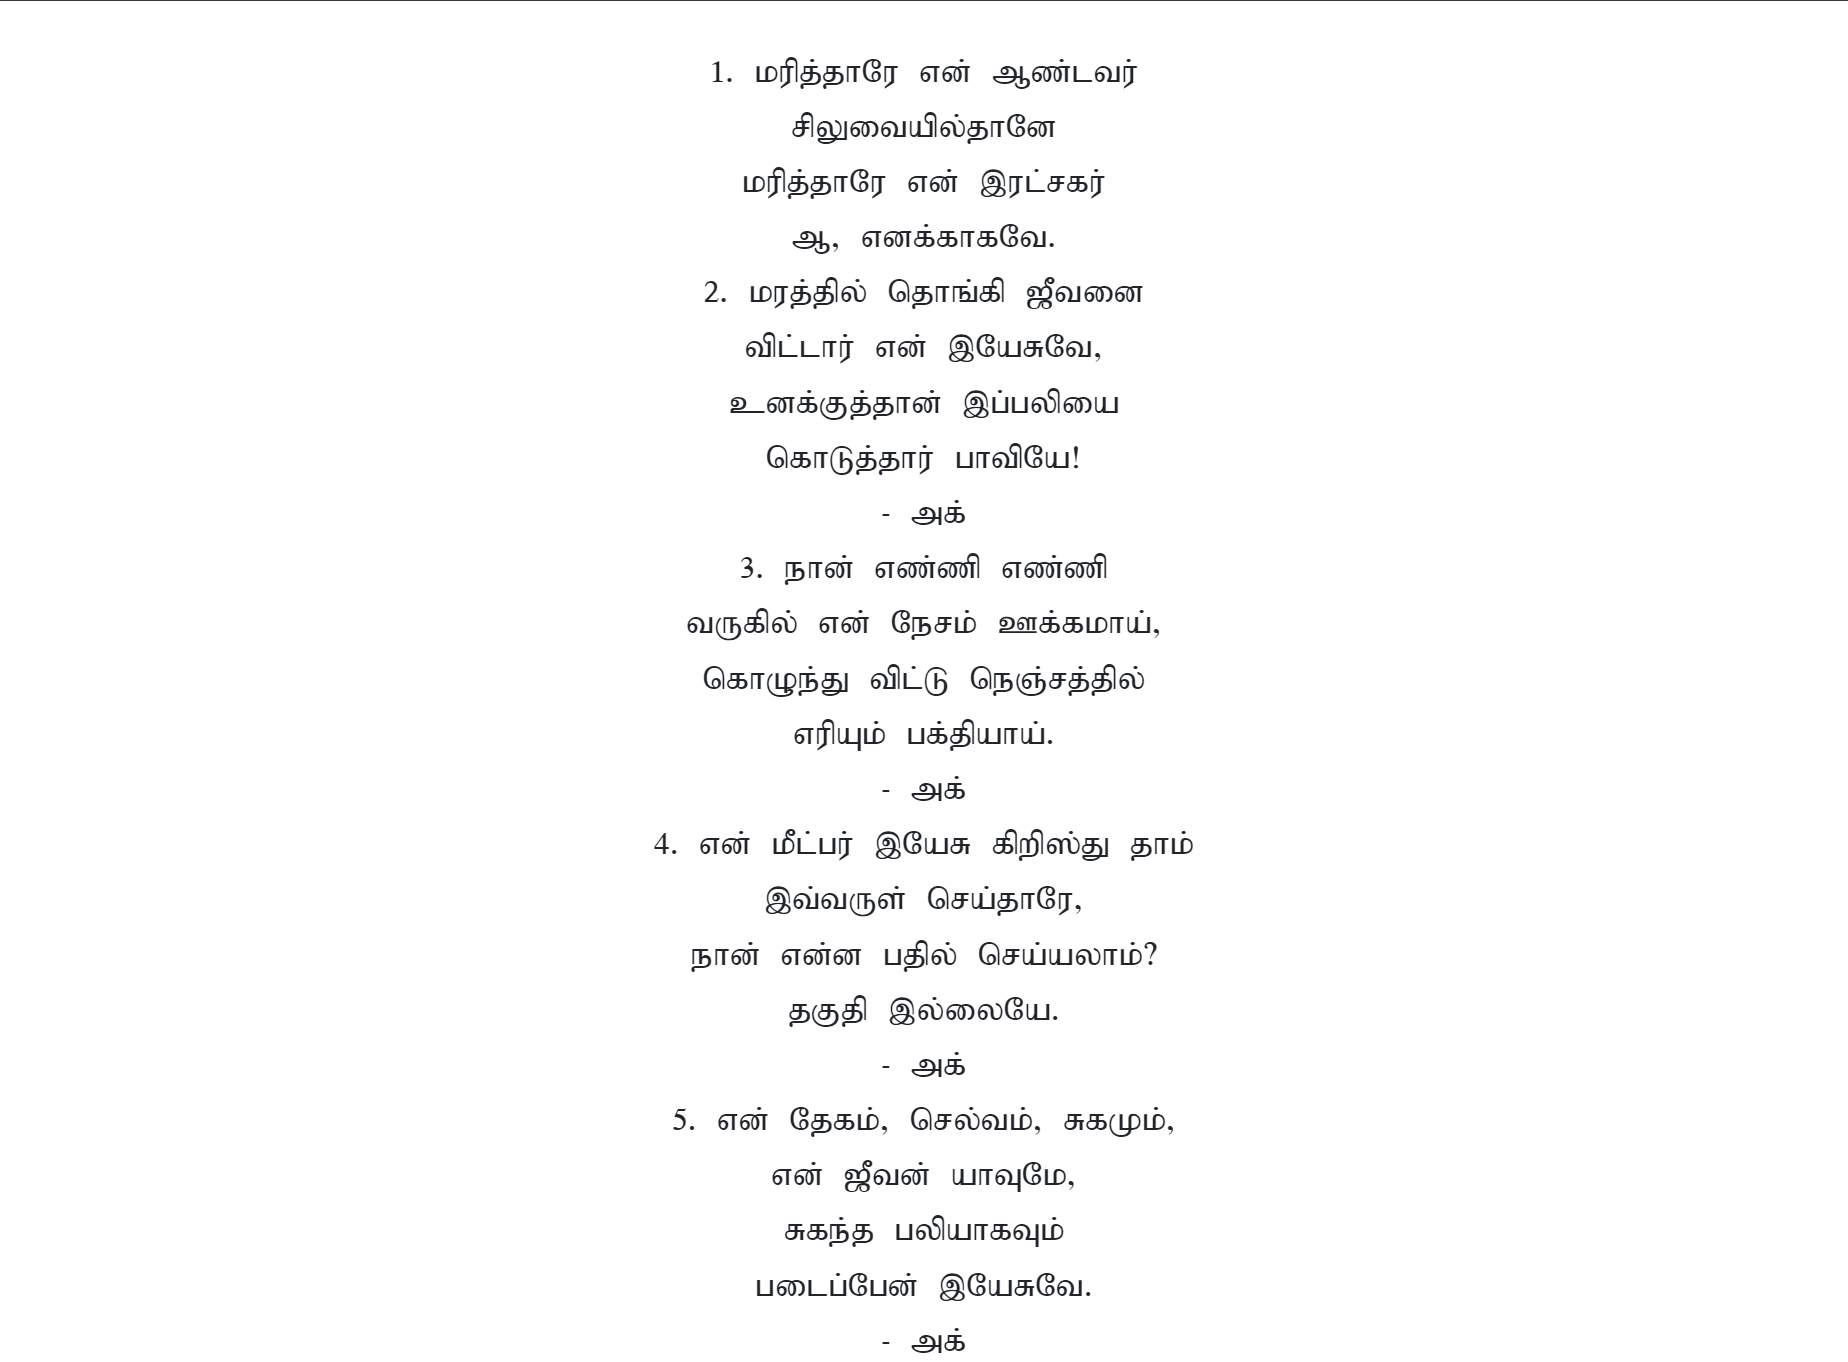 1. மரித்தாரே என் ஆண்டவர்
சிலுவையில்தானே
மரித்தாரே என் இரட்சகர்
ஆ, எனக்காகவே.
2. மரத்தில் தொங்கி ஜீவனை
விட்டார் என் இயேசுவே,
உனக்குத்தான் இப்பலியை
கொடுத்தார் பாவியே!
- அக்
3. நான் எண்ணி எண்ணி
வருகில் என் நேசம் ஊக்கமாய்,
கொழுந்து விட்டு நெஞ்சத்தில்
எரியும் பக்தியாய்.
- அக்
4. என் மீட்பர் இயேசு கிறிஸ்து தாம்
இவ்வருள் செய்தாரே,
நான் என்ன பதில் செய்யலாம்?
தகுதி இல்லையே.
- அக்
5. என் தேகம், செல்வம், சுகமும்,
என் ஜீவன் யாவுமே,
சுகந்த பலியாகவும்
படைப்பேன் இயேசுவே.
- அக்